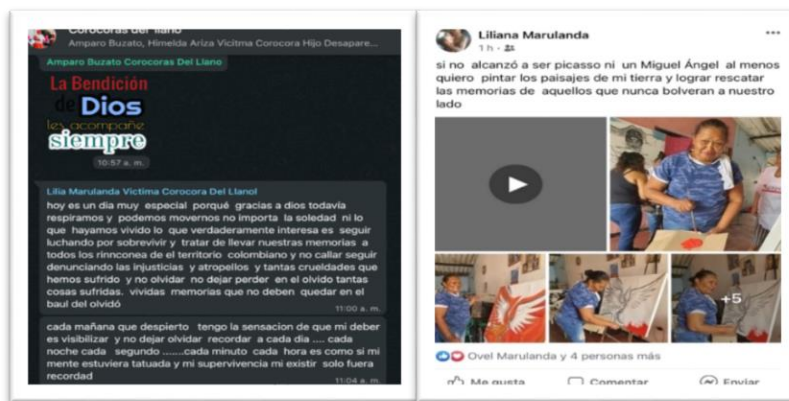 Corocoras del llano
Amparo Buzato, Himelda Ariza Vicitma Corocora Hijo Desapare...
Amparo Buzato Corocoras Del Llano
La Bendición
de Dios
les acompañe
siempre
10:57 a. m.
Lilia Marulanda Victima Corocora Del Llanol
hoy es un dia muy especial porqué gracias a dios todavia
respiramos y podemos movernos no importa la soledad ni lo
que hayamos vivido lo que verdaderamente interesa es seguir
luchando por sobrevivir y tratar de llevar nuestras memorias a
todos los rinnconea de el territorio colombiano y no callar seguir
denunciando las injusticias y atropellos y tantas crueldades que
hemos sufrido y no olvidar no dejar perder en el olvido tantas
cosas sufridas. vividas memorias que no deben quedar en el
baul del olvidó
11:00 a. m.
cada mañana que despierto tengo la sensacion de que mi deber
es visibilizar y no dejar olvidar recordar a cada dia .... cada
noche cada segundo .......cada minuto cada hora es como si mi
mente estuviera tatuada y mi supervivencia mi existir solo fuera
recordad
11:04 a. m.
Liliana Marulanda
1 h
si no alcanzó a ser picasso ni un Miguel Ángel al menos
quiero pintar los paisajes de mi tierra y lograr rescatar
las memorias de aquellos que nunca bolveran a nuestro
lado
+5
Ovel Marulanda y 4 personas más
Me gusta
Comentar
Enviar